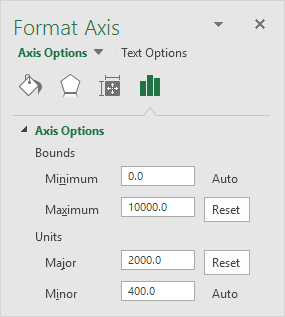 Format Axis
Axis Options Text Options
Axis Options
Bounds
Minimum 0.0 Auto
Maximum 10000.0 Reset
Units
Major 2000.0 Reset
Minor 400.0 Auto